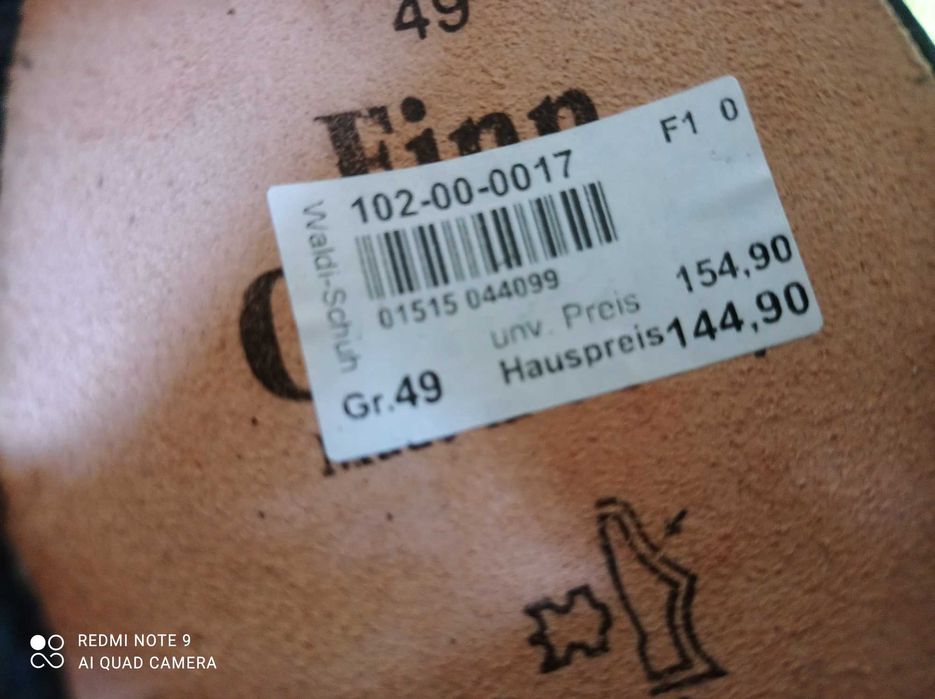 49
Finn
102-00-0017
F1 0
Waldi-Schuh
01515 044099
unv. Preis 154,90
Hauspreis 144,90
Gr.49
REDMI NOTE 9
AI QUAD CAMERA